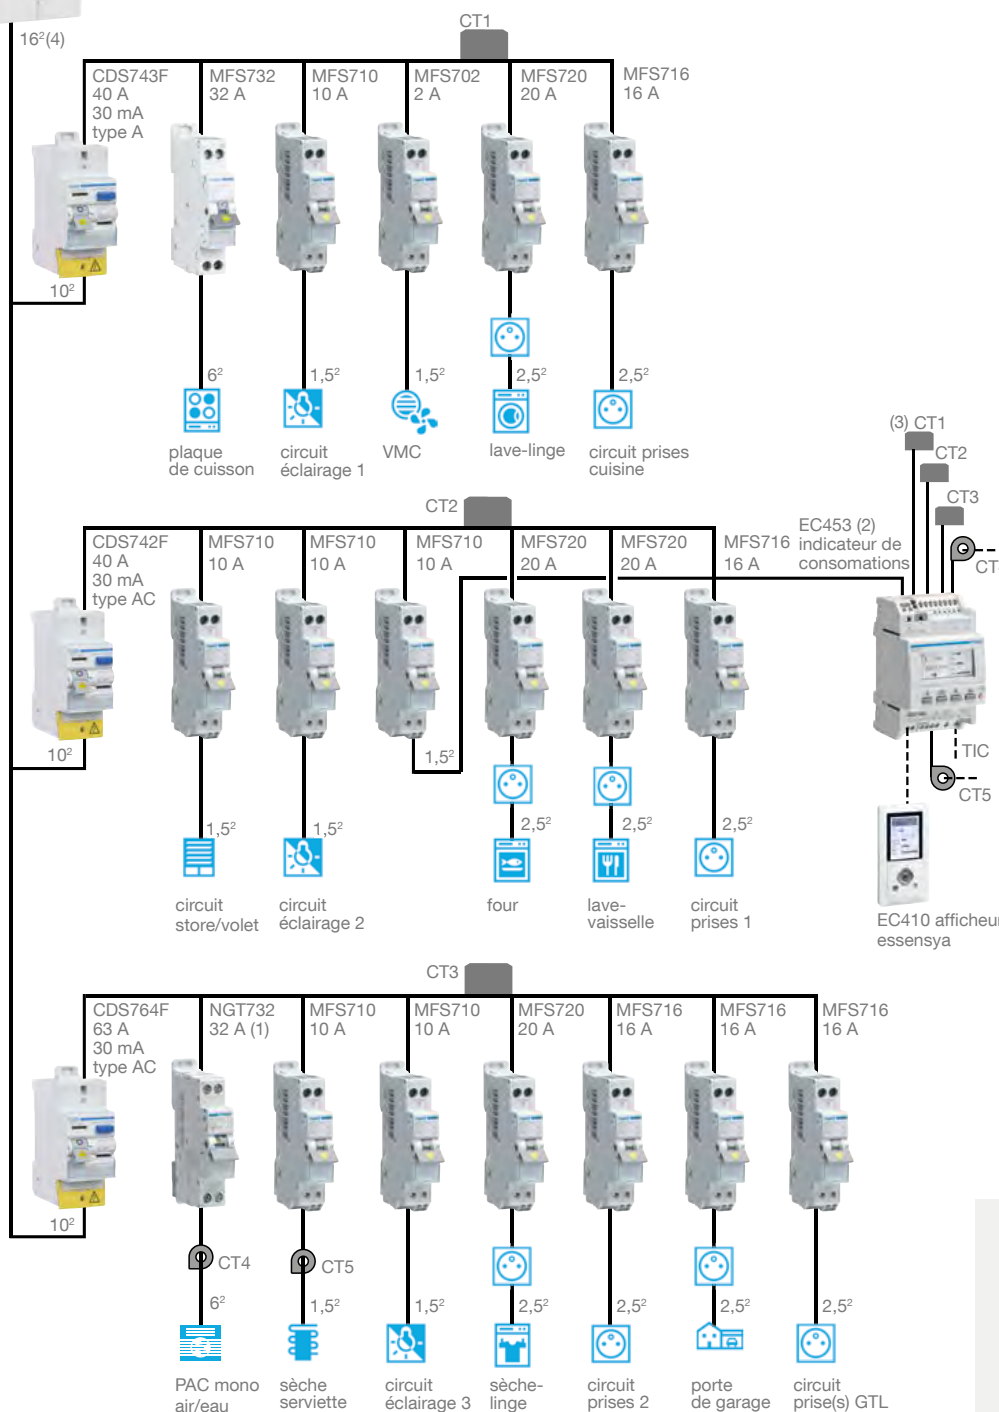 16²(4)
CT1
CDS743F
40 A
30 mA
type A
MFS732
32 A
MFS710
10 A
MFS702
2 A
MFS720
20 A
MFS716
16 A
10²
6²
1,5²
1,5²
2,5²
2,5²
plaque
de cuisson
circuit
éclairage 1
VMC
lave-linge
circuit prises
cuisine
(3) CT1
CT2
CT3
CT2
CDS742F
40 A
30 mA
type AC
MFS710
10 A
MFS710
10 A
MFS710
10 A
MFS720
20 A
MFS720
20 A
MFS716
16 A
EC453 (2)
indicateur de
consomations
10²
1,5²
TIC
CT5
1,5²
1,5²
2,5²
2,5²
2,5²
circuit
store/volet
circuit
éclairage 2
four
lave-
vaisselle
circuit
prises 1
EC410 afficheur
essensya
CT3
CDS764F
63 A
30 mA
type AC
NGT732
32 A (1)
MFS710
10 A
MFS710
10 A
MFS720
20 A
MFS716
16 A
MFS716
16 A
MFS716
16 A
10²
CT4
CT5
6²
1,5²
1,5²
2,5²
2,5²
2,5²
2,5²
PAC mono
air/eau
sèche
serviette
circuit
éclairage 3
sèche-
linge
circuit
prises 2
porte
de garage
circuit
prise(s) GTL